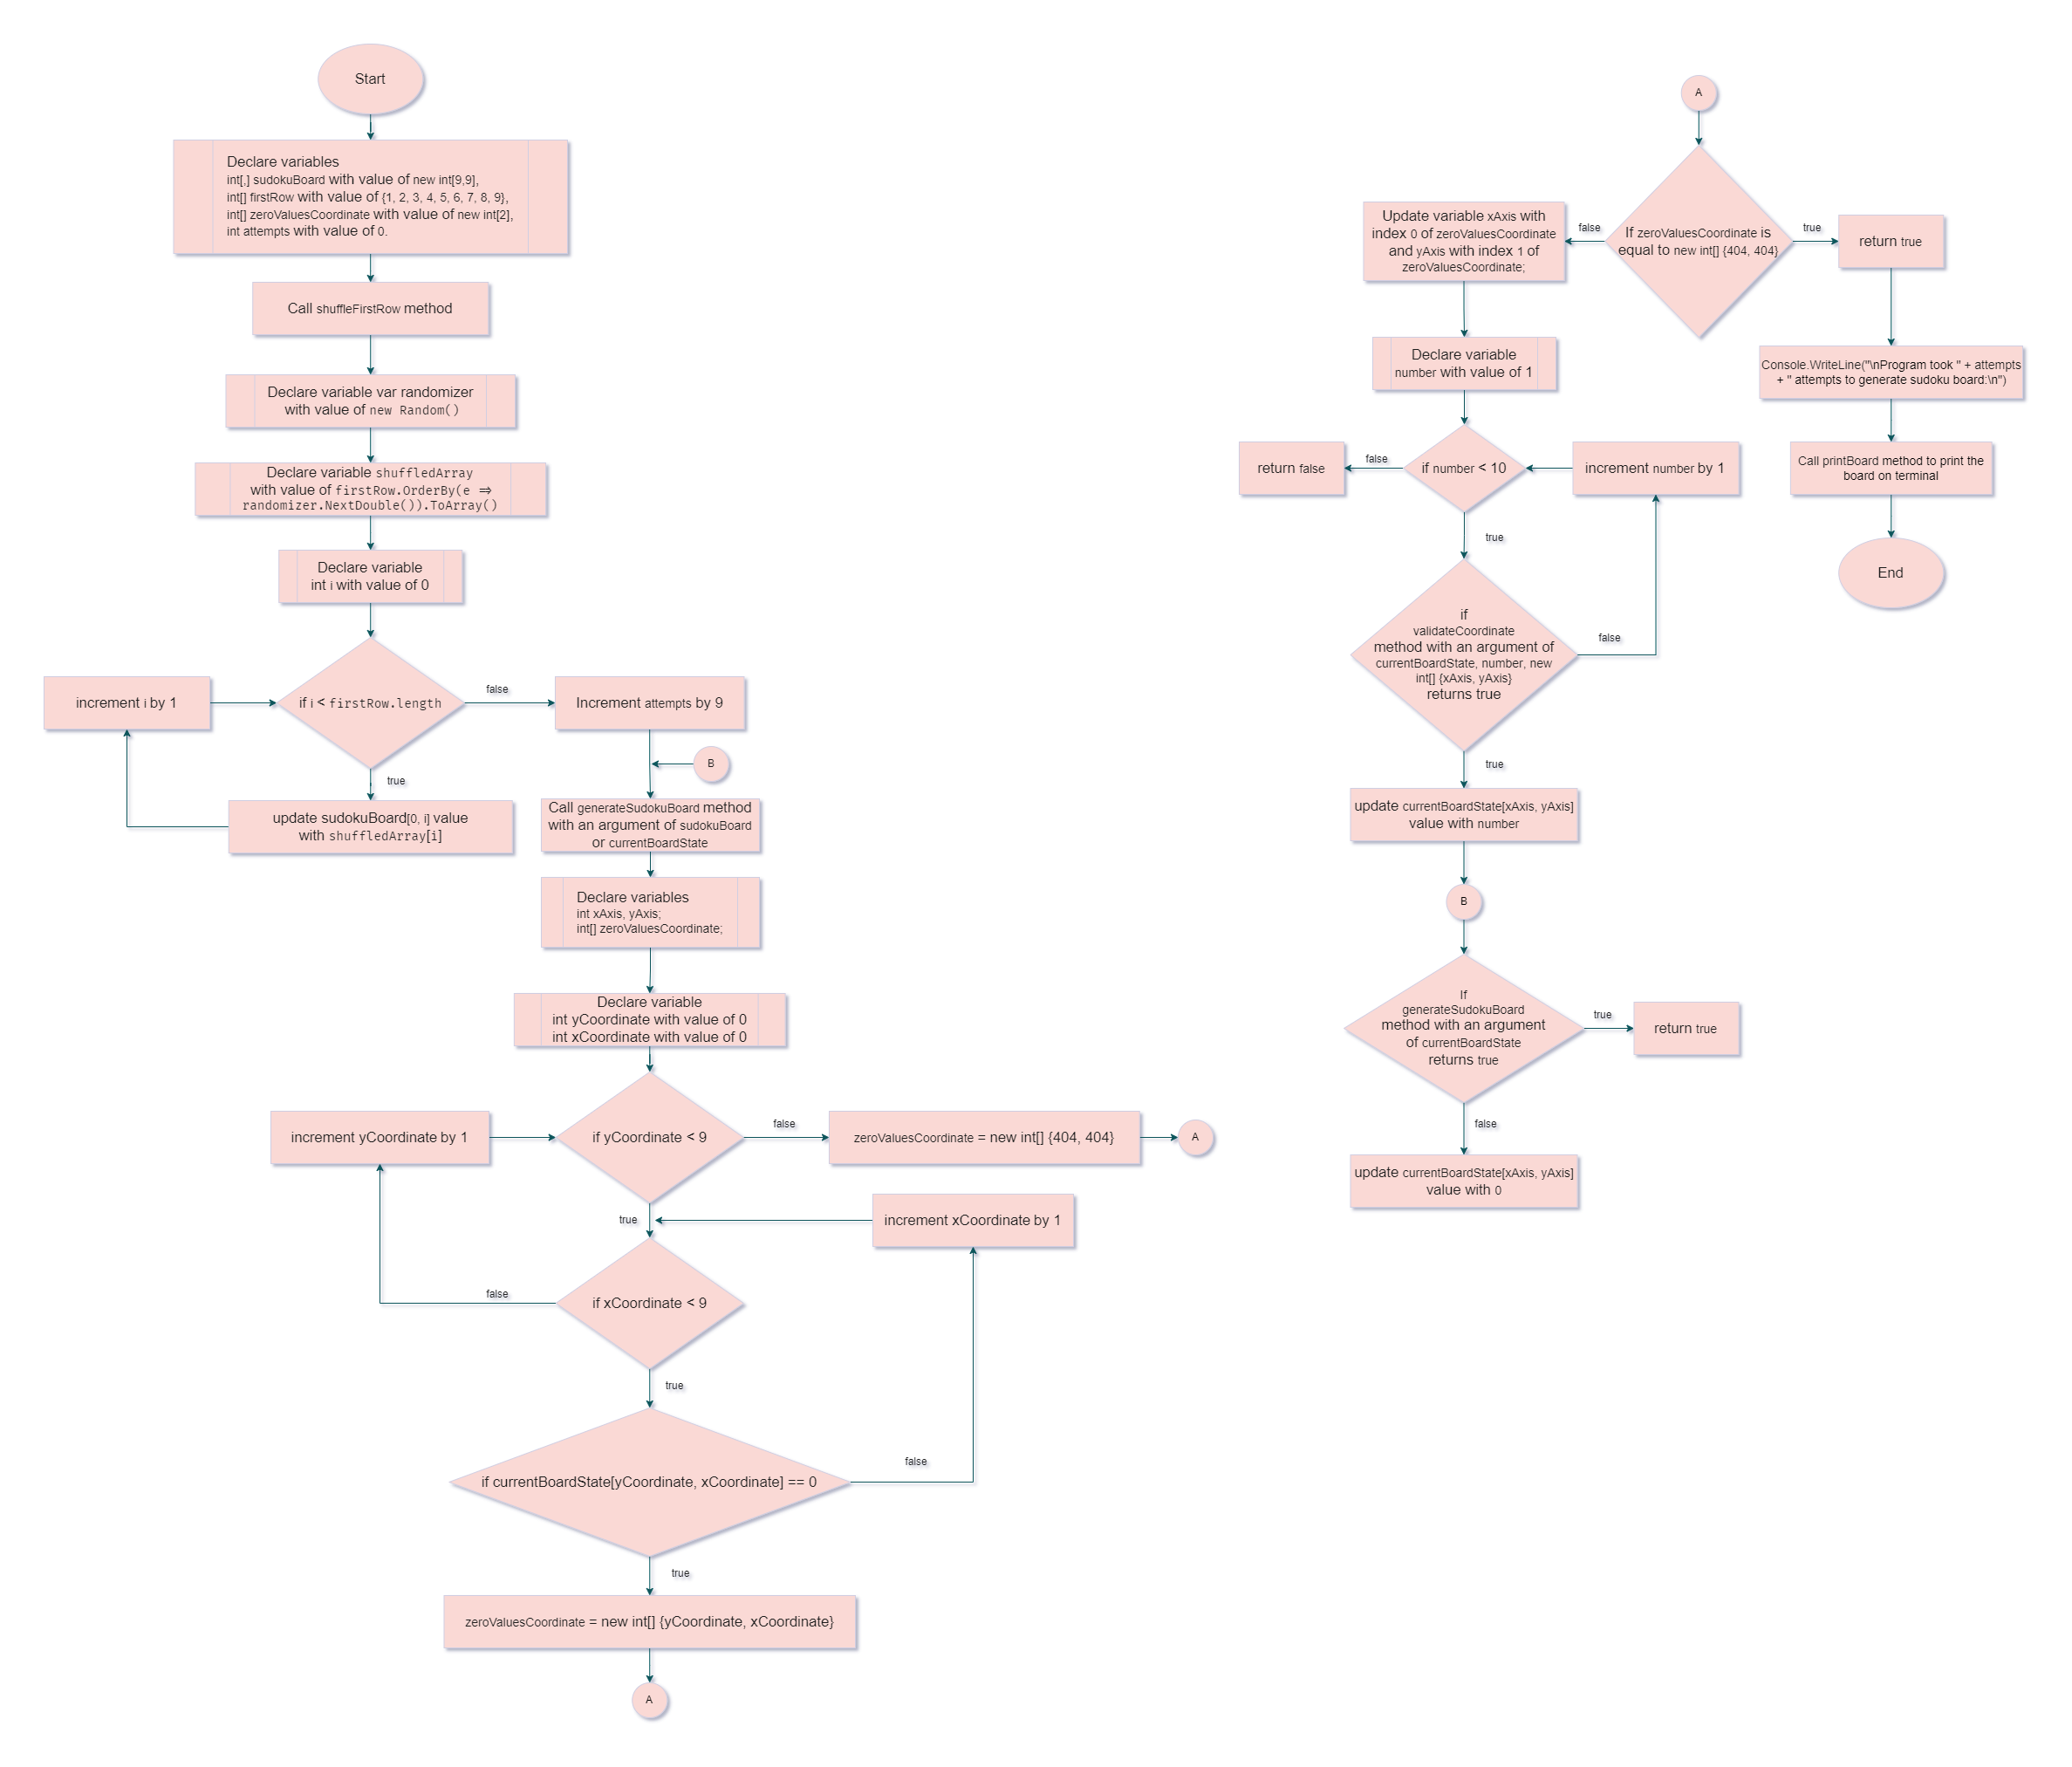 Start
Declare variables
int[,] sudokuBoard with value of new int[9,9],
int[] firstRow with value of {1, 2, 3, 4, 5, 6, 7, 8, 9},
int[] zeroValuesCoordinate with value of new int[2],
int attempts with value of 0.
Call shuffleFirstRow method
Declare variable var randomizer
with value of new Random()
Declare variable shuffledArray
with value of firstRow.OrderBy(e =>
randomizer.NextDouble()).ToArray()
Declare variable
int i with value of 0
increment i by 1
if i < firstRow.length
false
Increment attempts by 9
true
update sudokuBoard[0, i] value
with shuffledArray[i]
B
Call generateSudokuBoard method
with an argument of sudokuBoard
or currentBoardState
Declare variables
int xAxis, yAxis;
int[] zeroValuesCoordinate;
Declare variable
int yCoordinate with value of 0
int xCoordinate with value of 0
increment yCoordinate by 1
if yCoordinate < 9
false
zeroValuesCoordinate = new int[] {404, 404}
A
true
increment xCoordinate by 1
false
if xCoordinate < 9
true
if currentBoardState[yCoordinate, xCoordinate] == 0
false
true
zeroValuesCoordinate = new int[] {yCoordinate, xCoordinate}
A
A
If zeroValuesCoordinate is
equal to new int[] {404, 404}
false
Update variable xAxis with
index 0 of zeroValuesCoordinate
and yAxis with index 1 of
zeroValuesCoordinate;
true
return true
Console.WriteLine("\nProgram took " + attempts
+ " attempts to generate sudoku board:\n")
Call printBoard method to print the
board on terminal
End
Declare variable
number with value of 1
return false
false
if number < 10
increment number by 1
true
if
validateCoordinate
method with an argument of
currentBoardState, number, new
int[] {xAxis, yAxis}
returns true
false
true
update currentBoardState[xAxis, yAxis]
value with number
B
If
generateSudokuBoard
method with an argument
of currentBoardState
returns true
true
return true
false
update currentBoardState[xAxis, yAxis]
value with 0